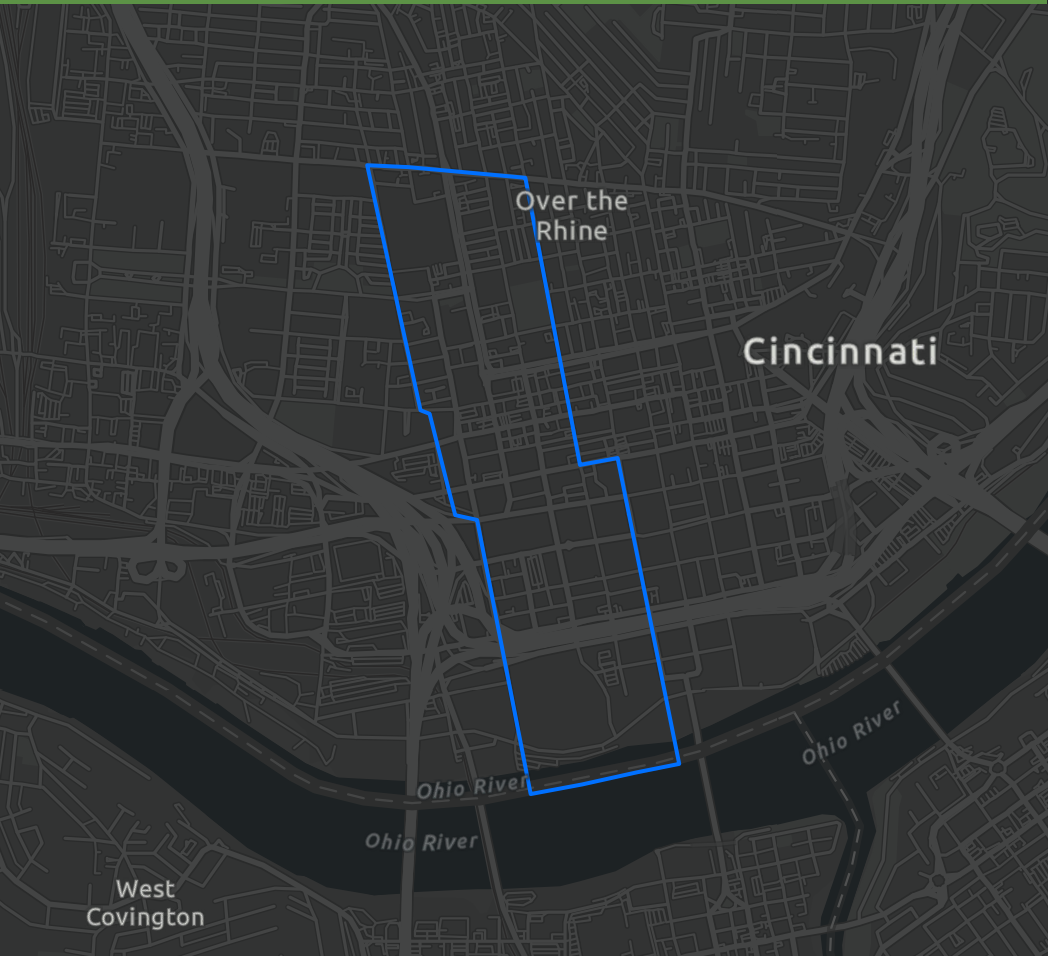 Over the
Rhine
Cincinnati
Ohio River
Ohio River
Ohio River
West
Covington